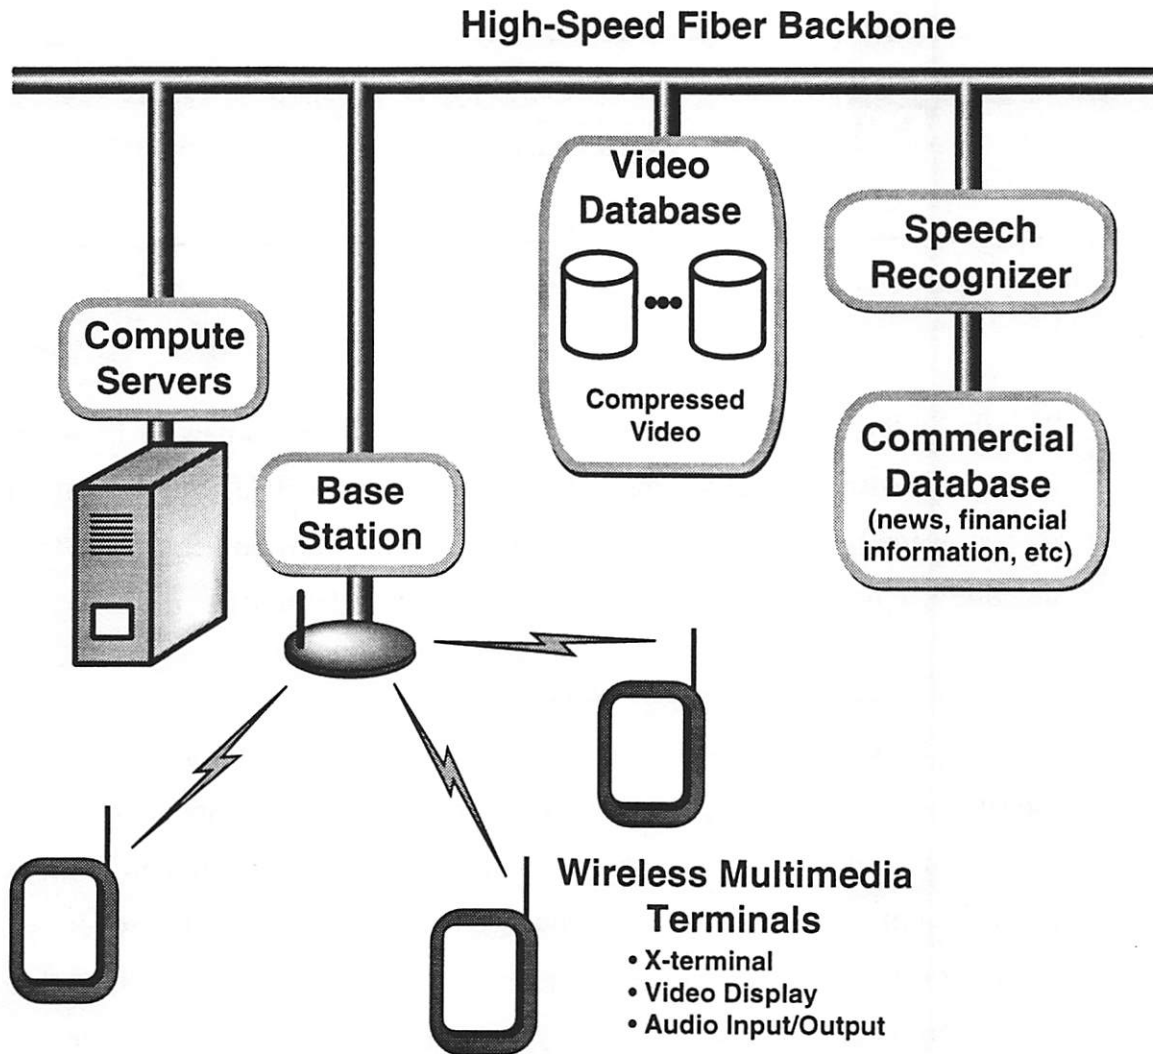 High-Speed Fiber Backbone
Video
Database
Compressed
Video
Speech
Recognizer
Compute
Servers
Commercial
Database
(news, financial
information, etc)
Base
Station
Wireless Multimedia
Terminals
• X-terminal
• Video Display
• Audio Input/Output